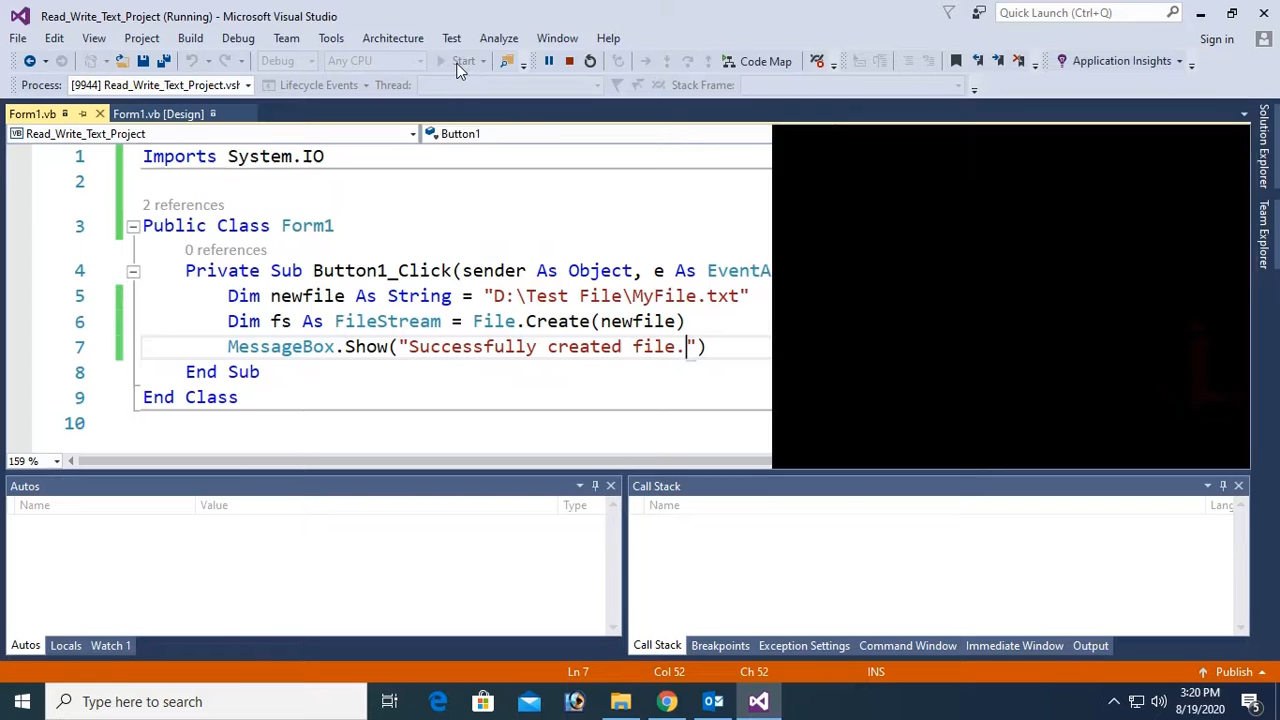 Read_Write_Text_Project (Running) - Microsoft Visual Studio
Quick Launch (Ctrl+Q)
File Edit View Project Build Debug Team Tools Architecture Test Analyze Window Help
Sign in
Debug Any CPU Start Code Map Application Insights
Process: [9944] Read_Write_Text_Project.vsh Lifecycle Events Thread: Stack Frame:
Form1.vb Form1.vb [Design]
Read_Write_Text_Project Button1
1 Imports System.IO
2
2 references
3 Public Class Form1
0 references
4 Private Sub Button1_Click(sender As Object, e As EventA
5 Dim newfile As String = "D:\Test File\MyFile.txt"
6 Dim fs As FileStream = File.Create(newfile)
7 MessageBox.Show("Successfully created file.")
8 End Sub
9 End Class
10
159 %
Solution Explorer
Team Explorer
Autos
Name Value Type
Call Stack
Name Lang
Autos Locals Watch 1
Call Stack Breakpoints Exception Settings Command Window Immediate Window Output
Ln 7 Col 52 Ch 52 INS Publish
Type here to search
3:20 PM
8/19/2020
5